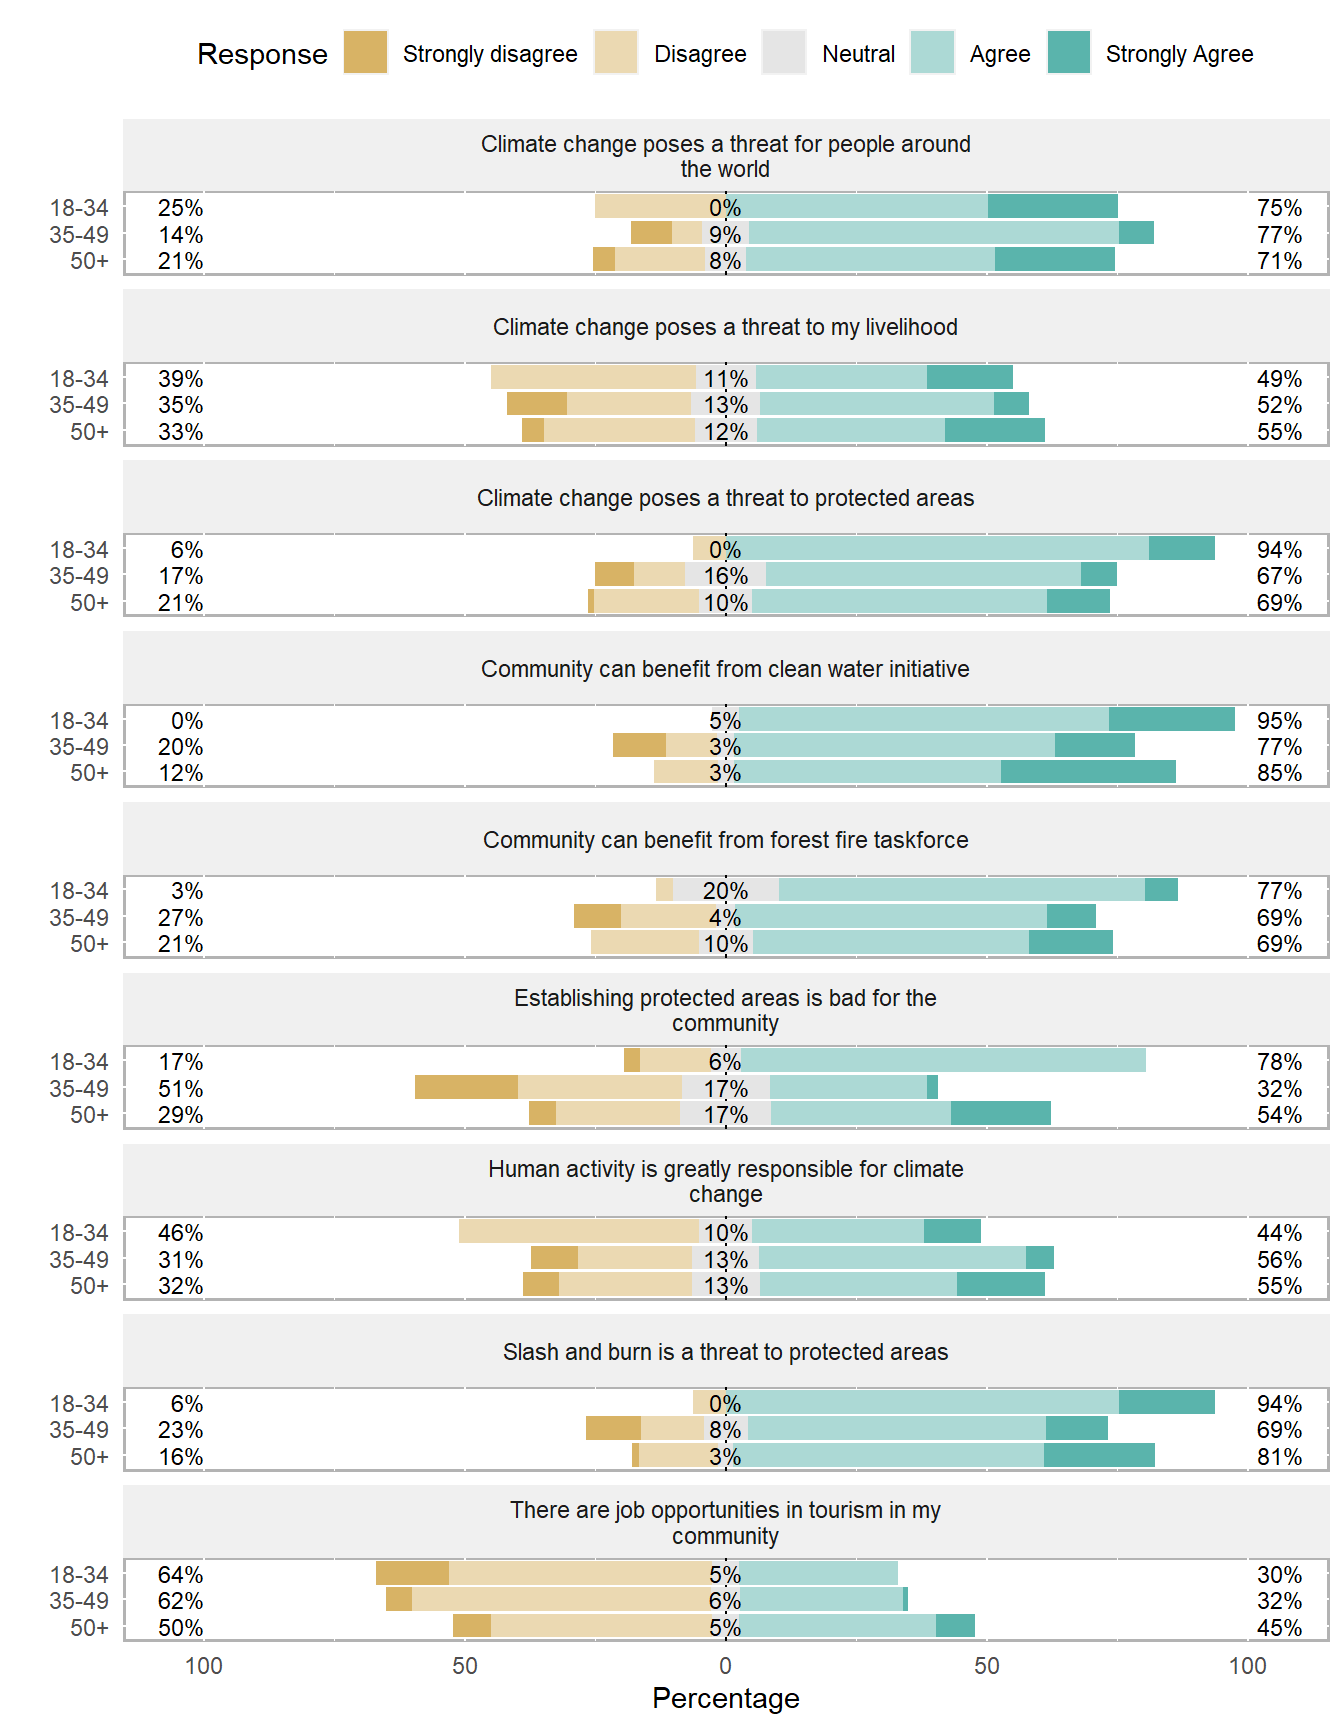 Response Strongly disagree Disagree Neutral Agree Strongly Agree
Climate change poses a threat for people around
the world
18-34 25% 0% 75%
35-49 14% 9% 77%
50+ 21% 8% 71%
Climate change poses a threat to my livelihood
18-34 39% 11% 49%
35-49 35% 13% 52%
50+ 33% 12% 55%
Climate change poses a threat to protected areas
18-34 6% 0% 94%
35-49 17% 16% 67%
50+ 21% 10% 69%
Community can benefit from clean water initiative
18-34 0% 5% 95%
35-49 20% 3% 77%
50+ 12% 3% 85%
Community can benefit from forest fire taskforce
18-34 3% 20% 77%
35-49 27% 4% 69%
50+ 21% 10% 69%
Establishing protected areas is bad for the
community
18-34 17% 6% 78%
35-49 51% 17% 32%
50+ 29% 17% 54%
Human activity is greatly responsible for climate
change
18-34 46% 10% 44%
35-49 31% 13% 56%
50+ 32% 13% 55%
Slash and burn is a threat to protected areas
18-34 6% 0% 94%
35-49 23% 8% 69%
50+ 16% 3% 81%
There are job opportunities in tourism in my
community
18-34 64% 5% 30%
35-49 62% 6% 32%
50+ 50% 5% 45%
100 50 0 50 100
Percentage